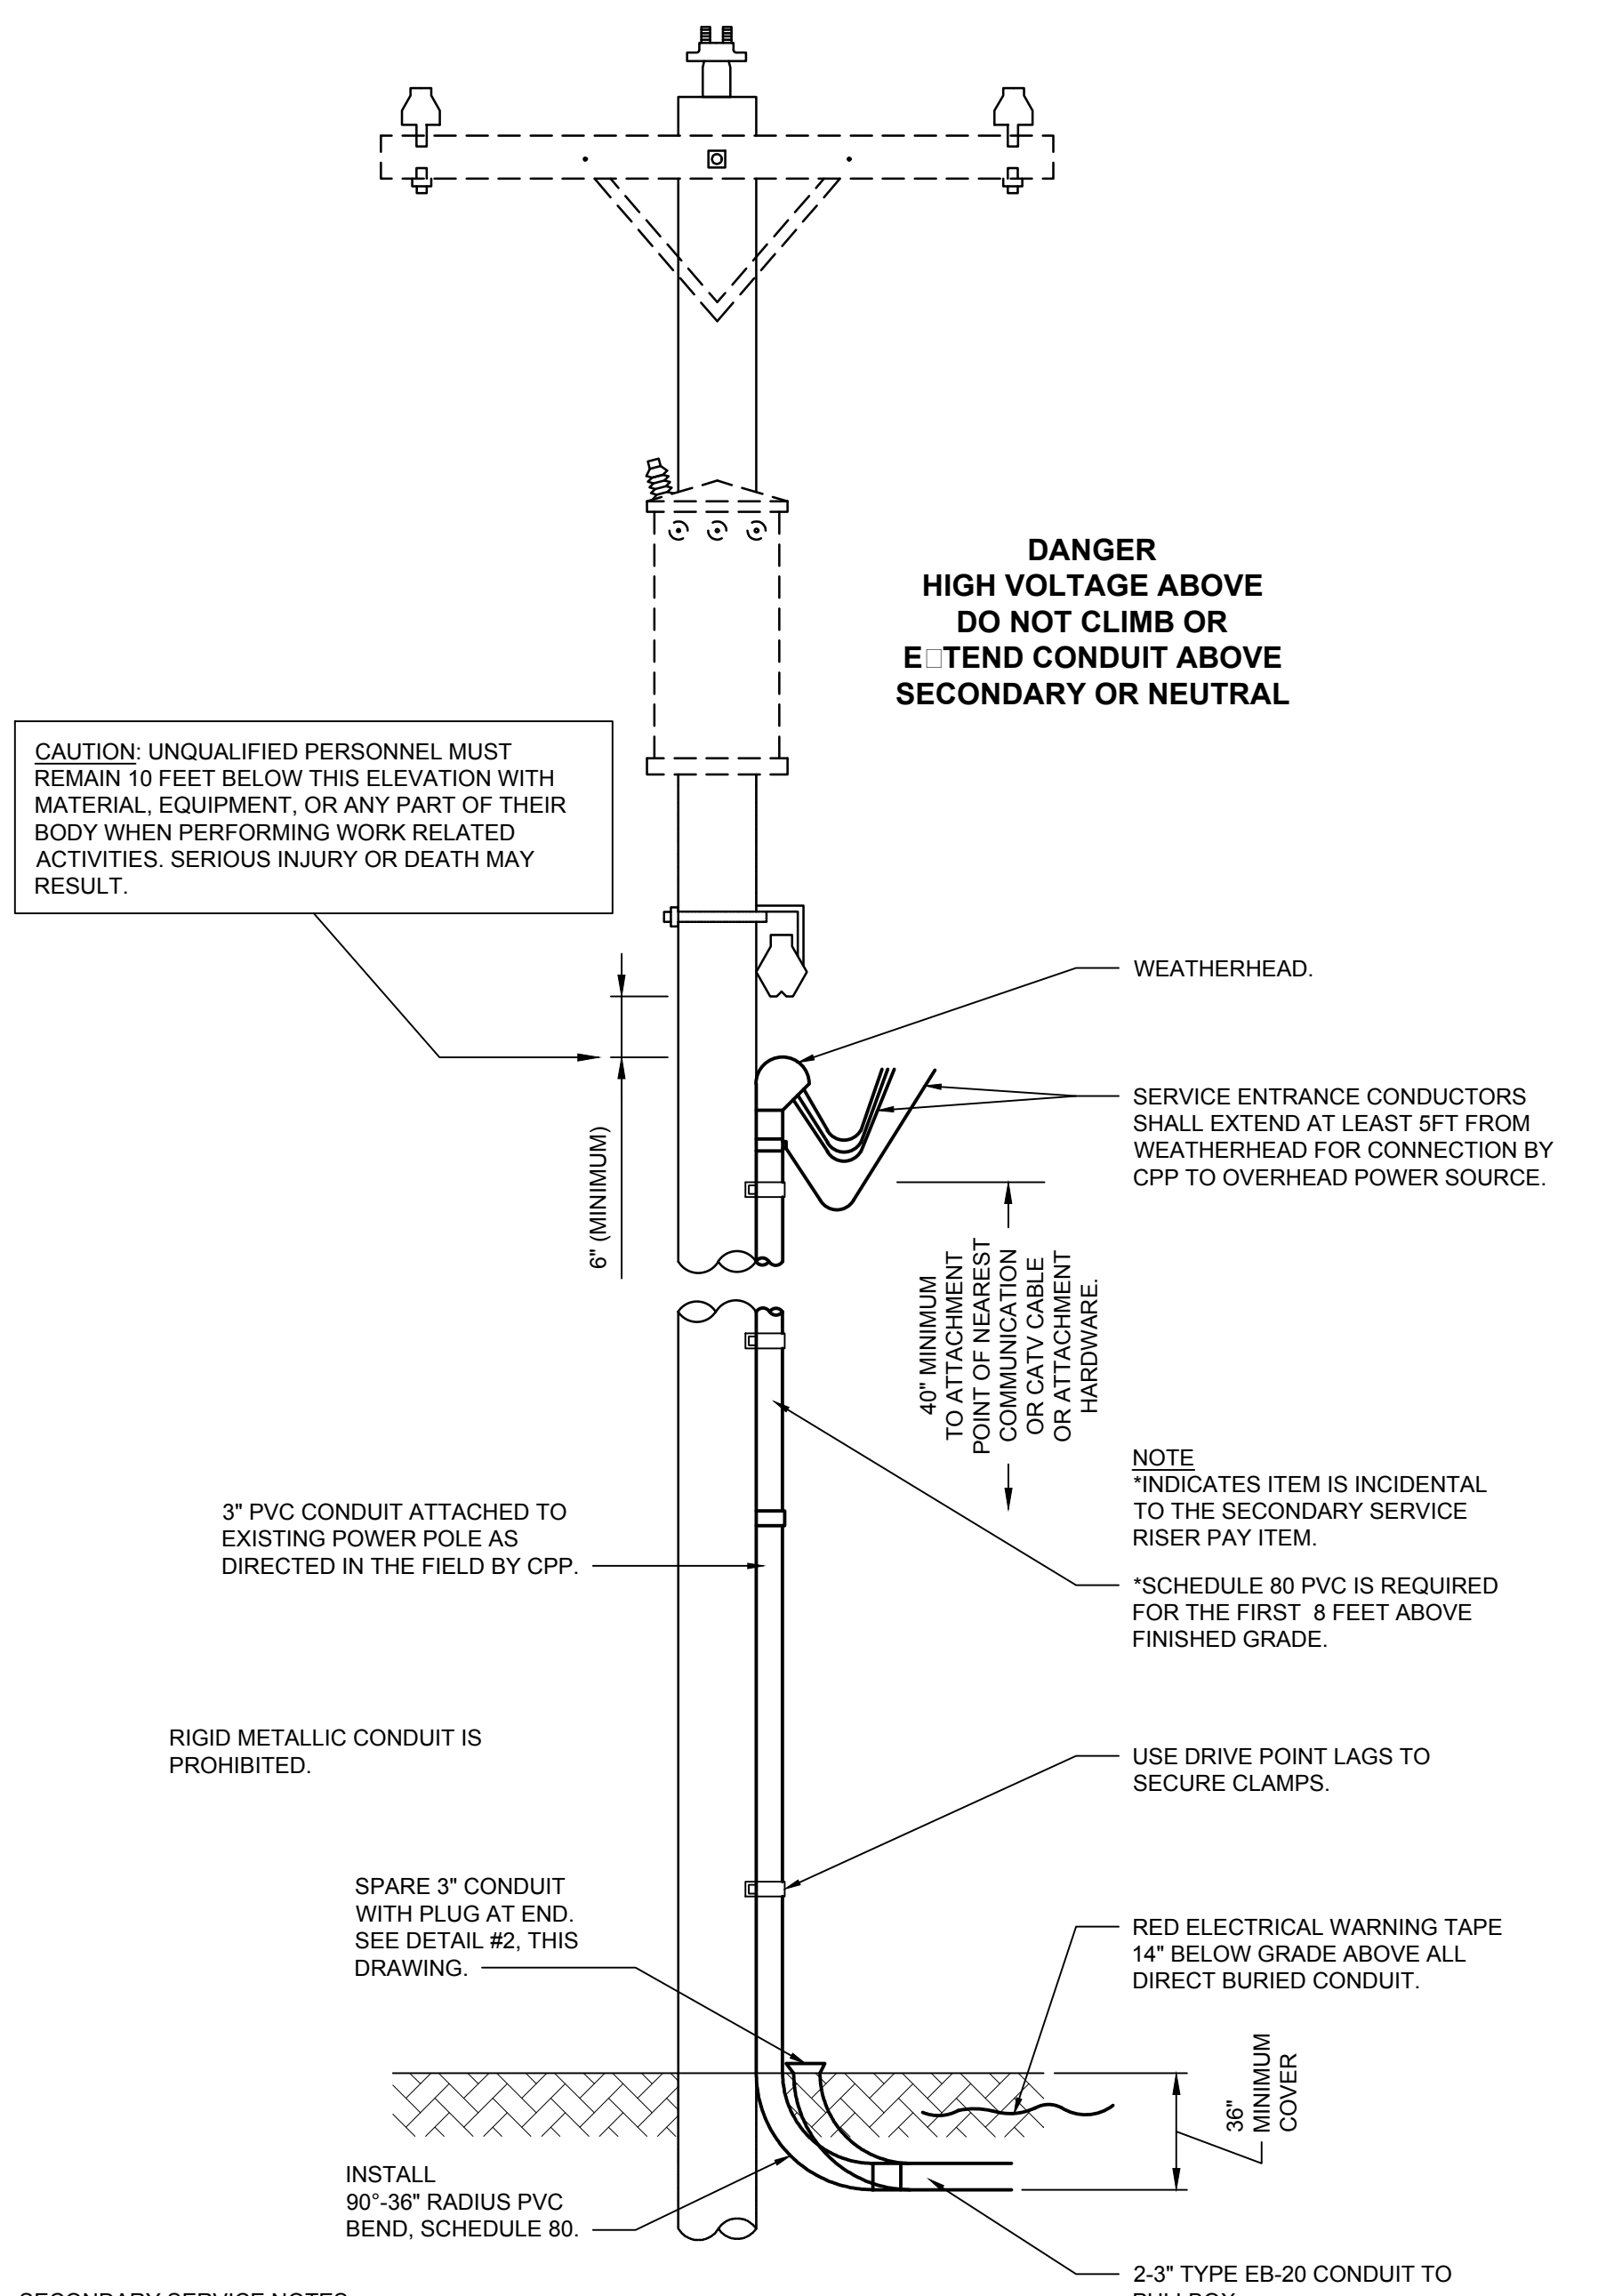 DANGER
HIGH VOLTAGE ABOVE
DO NOT CLIMB OR
E□TEND CONDUIT ABOVE
SECONDARY OR NEUTRAL
CAUTION: UNQUALIFIED PERSONNEL MUST
REMAIN 10 FEET BELOW THIS ELEVATION WITH
MATERIAL, EQUIPMENT, OR ANY PART OF THEIR
BODY WHEN PERFORMING WORK RELATED
ACTIVITIES. SERIOUS INJURY OR DEATH MAY
RESULT.
WEATHERHEAD.
SERVICE ENTRANCE CONDUCTORS
SHALL EXTEND AT LEAST 5FT FROM
WEATHERHEAD FOR CONNECTION BY
CPP TO OVERHEAD POWER SOURCE.
6" (MINIMUM)
40" MINIMUM
TO ATTACHMENT
POINT OF NEAREST
COMMUNICATION
OR CATV CABLE
OR ATTACHMENT
HARDWARE.
NOTE
*INDICATES ITEM IS INCIDENTAL
TO THE SECONDARY SERVICE
RISER PAY ITEM.
3" PVC CONDUIT ATTACHED TO
EXISTING POWER POLE AS
DIRECTED IN THE FIELD BY CPP.
*SCHEDULE 80 PVC IS REQUIRED
FOR THE FIRST 8 FEET ABOVE
FINISHED GRADE.
RIGID METALLIC CONDUIT IS
PROHIBITED.
USE DRIVE POINT LAGS TO
SECURE CLAMPS.
SPARE 3" CONDUIT
WITH PLUG AT END.
SEE DETAIL #2, THIS
DRAWING.
RED ELECTRICAL WARNING TAPE
14" BELOW GRADE ABOVE ALL
DIRECT BURIED CONDUIT.
36"
MINIMUM
COVER
INSTALL
90°-36" RADIUS PVC
BEND, SCHEDULE 80.
2-3" TYPE EB-20 CONDUIT TO